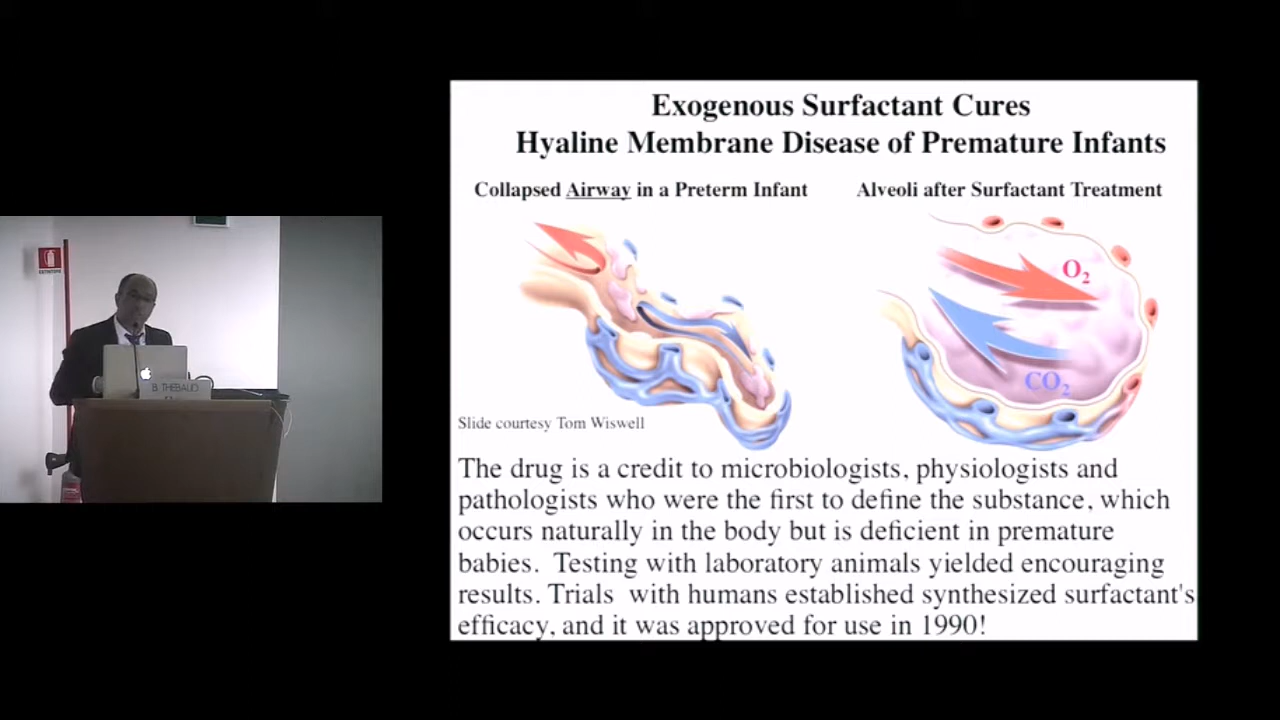 Exogenous Surfactant Cures
Hyaline Membrane Disease of Premature Infants
Collapsed Airway in a Preterm Infant
Alveoli after Surfactant Treatment
O₂
CO₂
Slide courtesy Tom Wiswell
The drug is a credit to microbiologists, physiologists and
pathologists who were the first to define the substance, which
occurs naturally in the body but is deficient in premature
babies. Testing with laboratory animals yielded encouraging
results. Trials with humans established synthesized surfactant's
efficacy, and it was approved for use in 1990!
B. THEBAUD